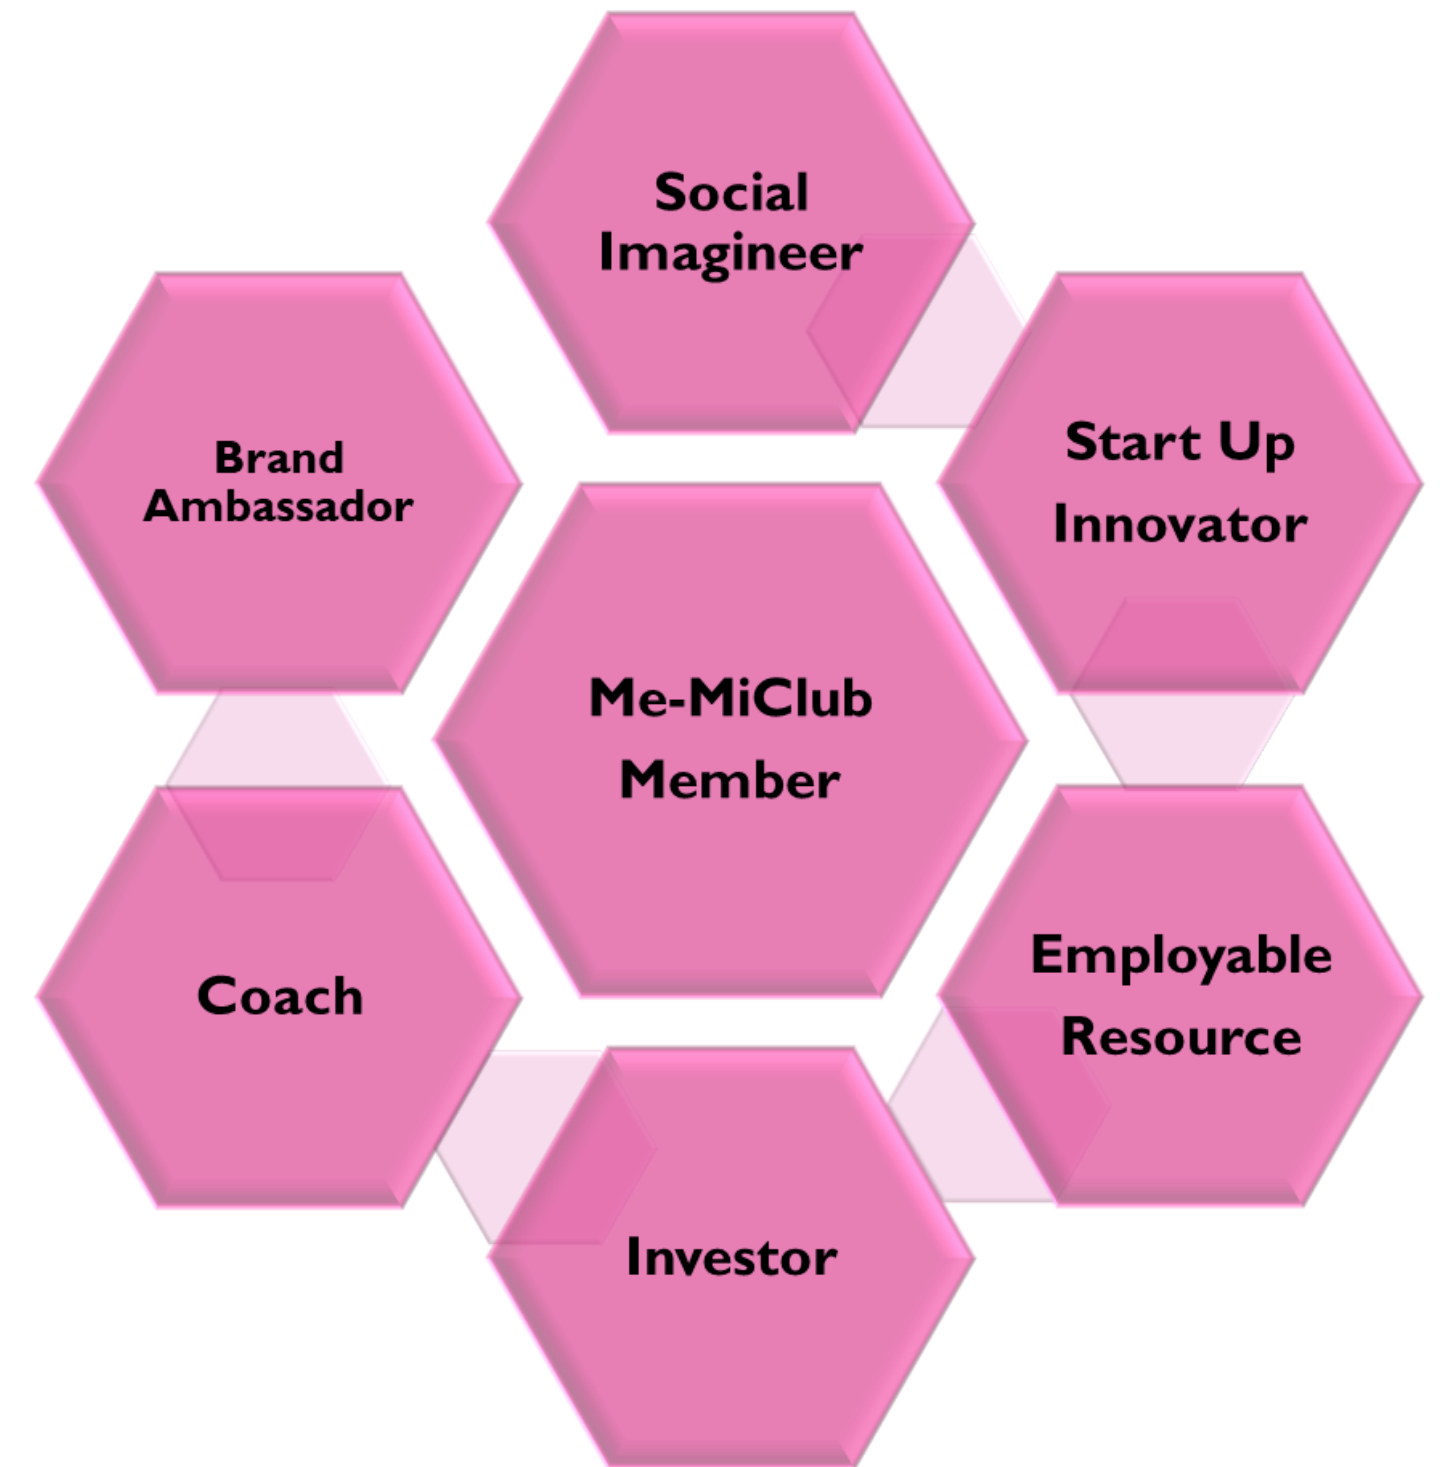 Social
Imagineer
Start Up
Innovator
Brand
Ambassador
Me-MiClub
Member
Employable
Resource
Coach
Investor